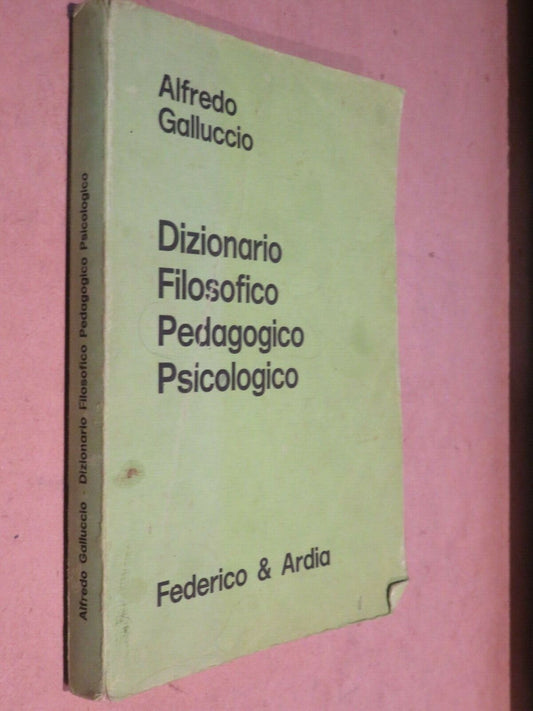 Alfredo
Galluccio
Dizionario
Filosofico
Pedagogico
Psicologico
Federico & Ardia
Alfredo Galluccio - Dizionario Filosofico Pedagogico Psicologico